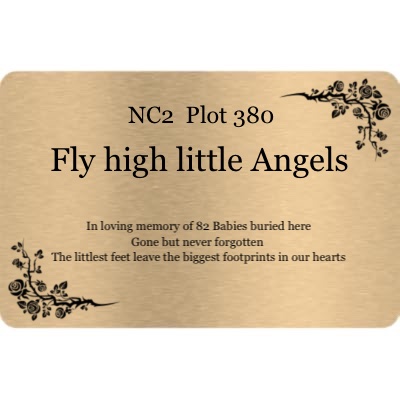 NC2 Plot 380
Fly high little Angels
In loving memory of 82 Babies buried here
Gone but never forgotten
The littlest feet leave the biggest footprints in our hearts